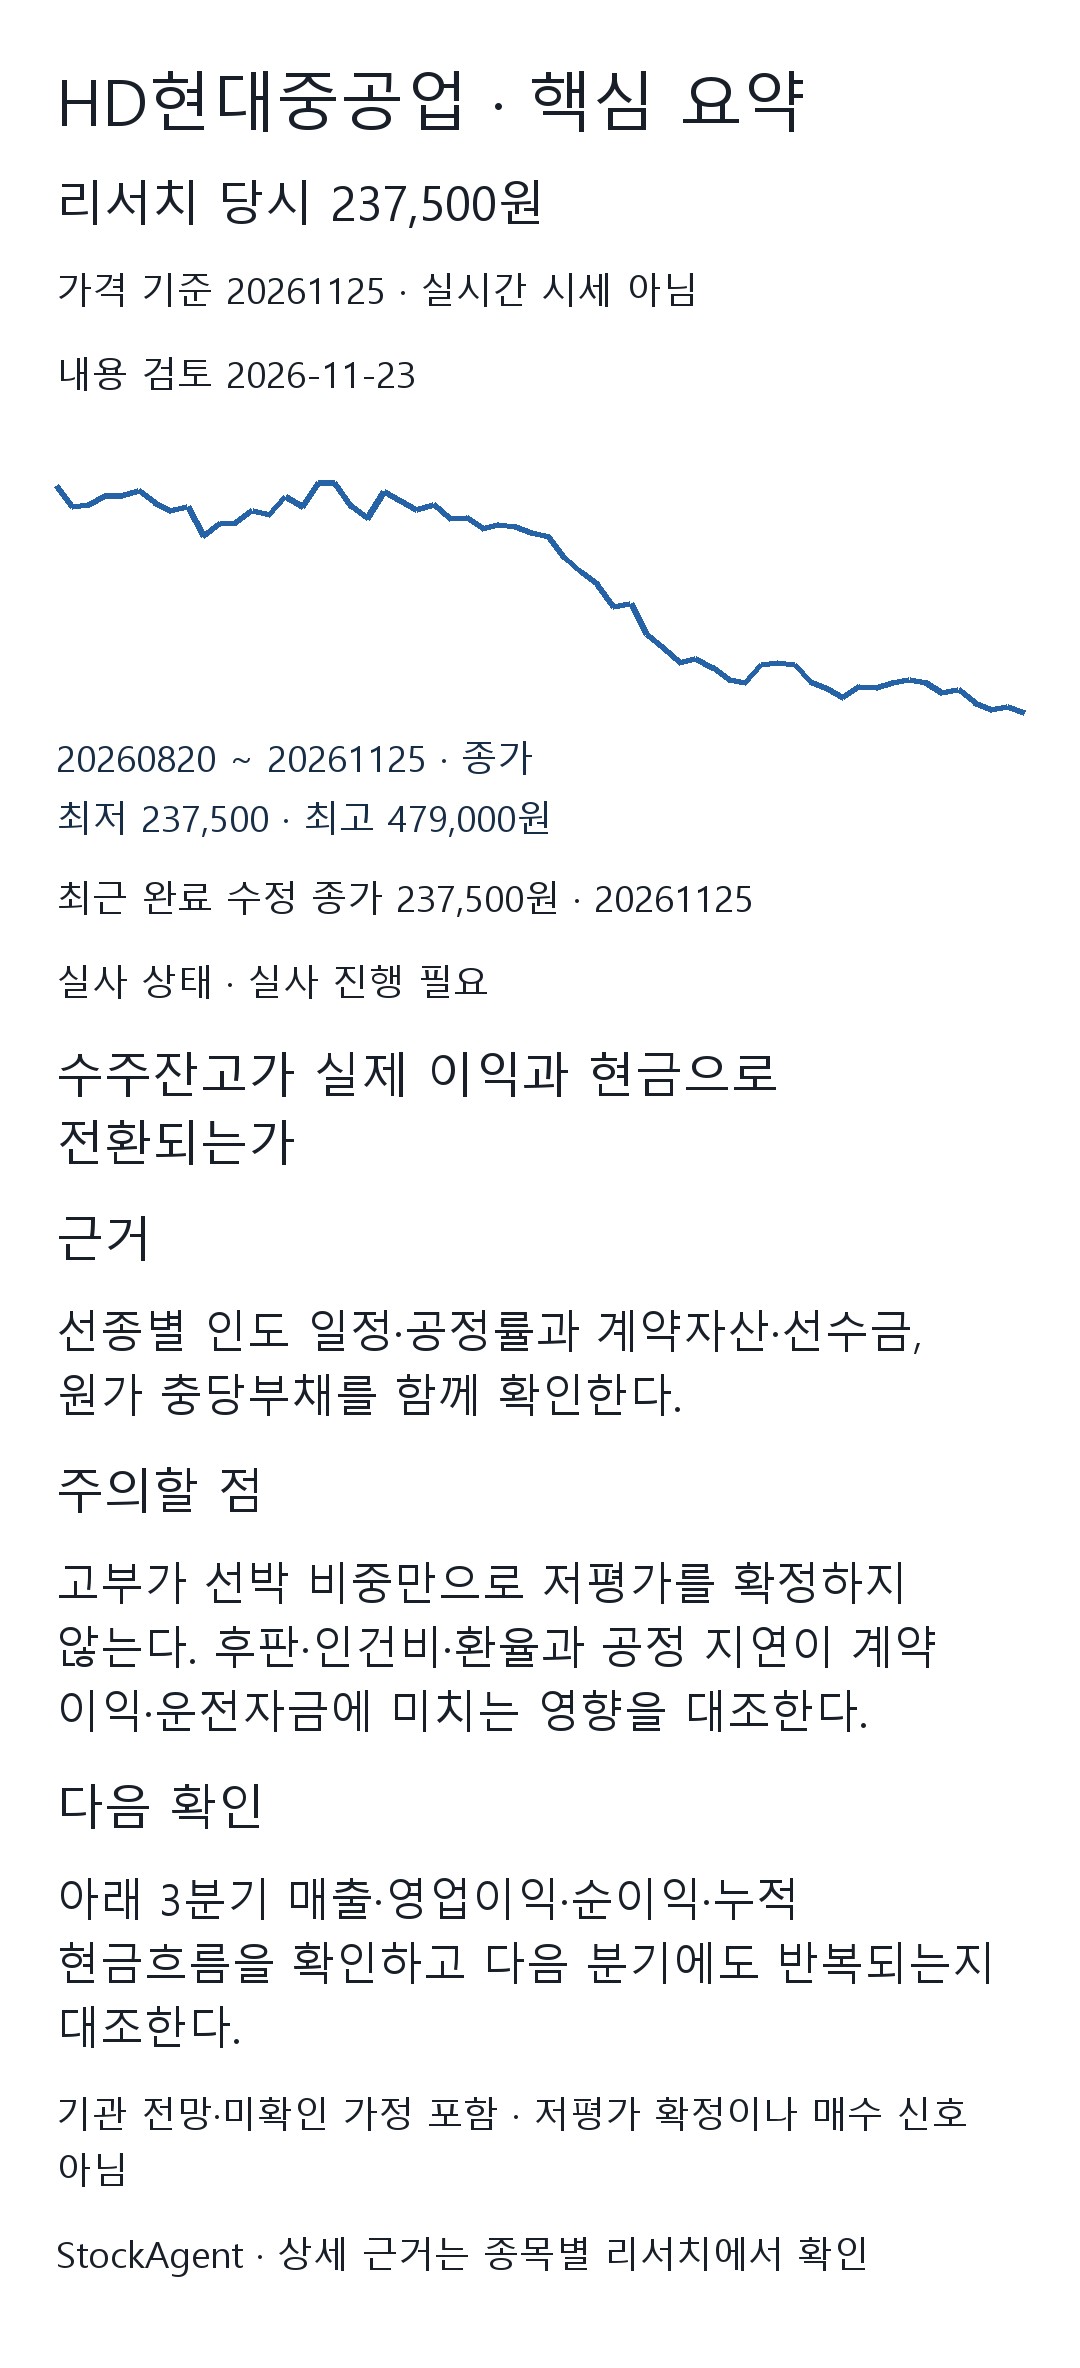 HD현대중공업 · 핵심 요약
리서치 당시 237,500원
가격 기준 20261125 · 실시간 시세 아님
내용 검토 2026-11-23
20260820 ~ 20261125 · 종가
최저 237,500 · 최고 479,000원
최근 완료 수정 종가 237,500원 · 20261125
실사 상태 · 실사 진행 필요
수주잔고가 실제 이익과 현금으로
전환되는가
근거
선종별 인도 일정·공정률과 계약자산·선수금,
원가 충당부채를 함께 확인한다.
주의할 점
고부가 선박 비중만으로 저평가를 확정하지
않는다. 후판·인건비·환율과 공정 지연이 계약
이익·운전자금에 미치는 영향을 대조한다.
다음 확인
아래 3분기 매출·영업이익·순이익·누적
현금흐름을 확인하고 다음 분기에도 반복되는지
대조한다.
기관 전망·미확인 가정 포함 · 저평가 확정이나 매수 신호
아님
StockAgent · 상세 근거는 종목별 리서치에서 확인